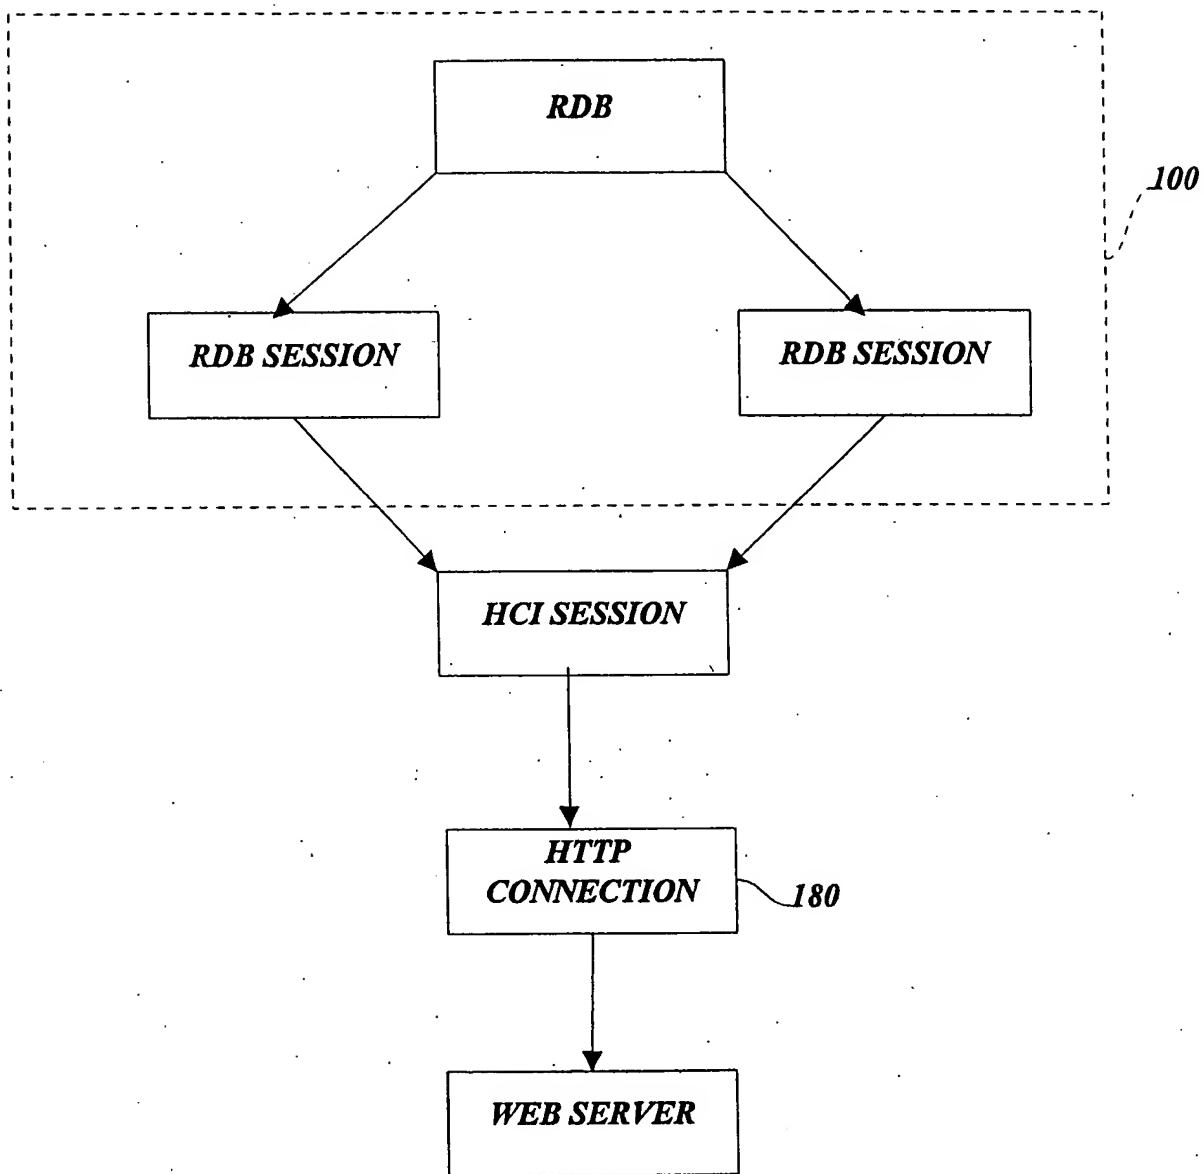 RDB
100
RDB SESSION
RDB SESSION
HCI SESSION
HTTP
CONNECTION
180
WEB SERVER